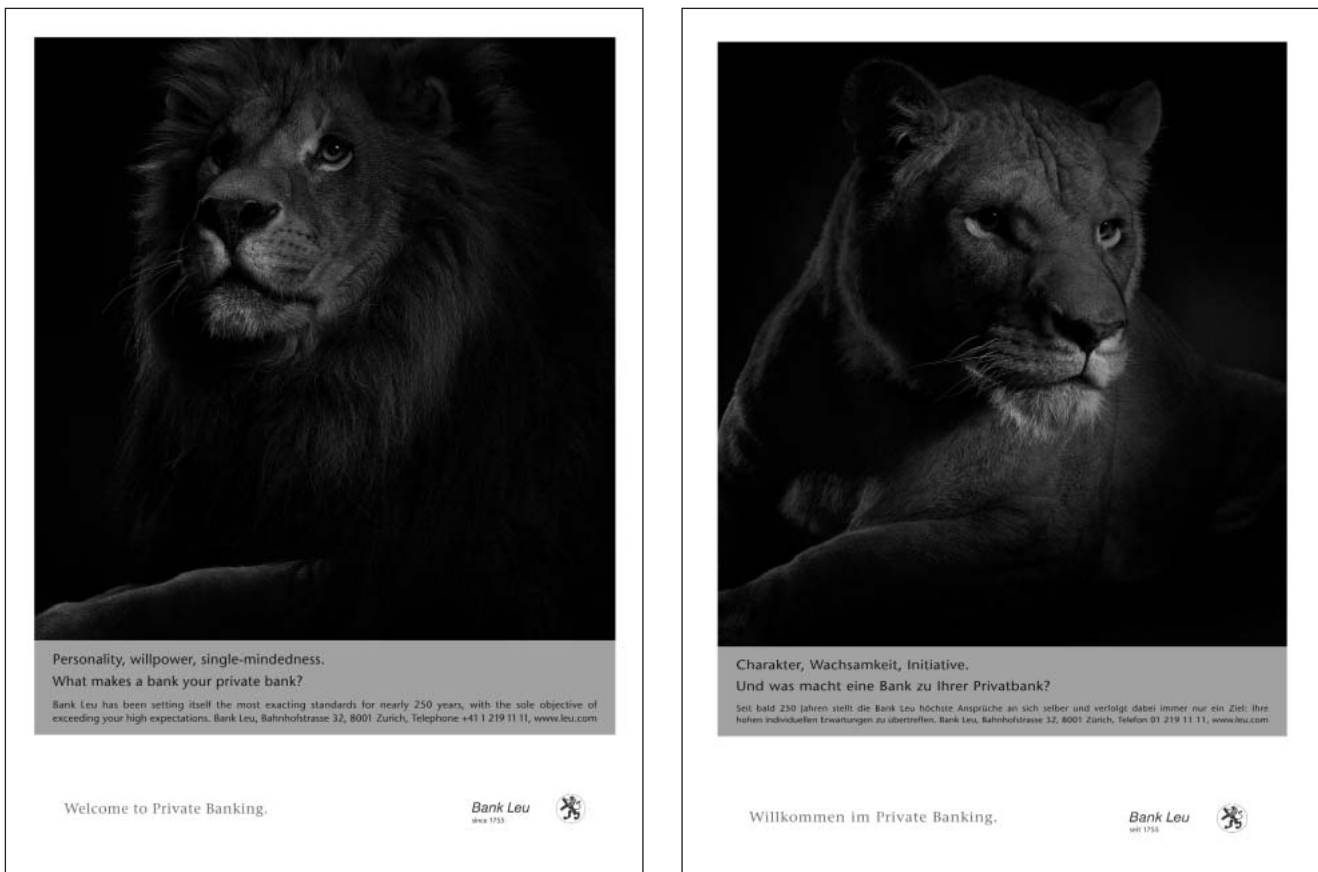 Personality, willpower, single-mindedness.
What makes a bank your private bank?
Bank Leu has been setting itself the most exacting standards for nearly 250 years, with the sole objective of
exceeding your high expectations. Bank Leu, Bahnhofstrasse 32, 8001 Zurich, Telephone +41 1 219 11 11, www.leu.com
Welcome to Private Banking.
Bank Leu
since 1755
Charakter, Wachsamkeit, Initiative.
Und was macht eine Bank zu Ihrer Privatbank?
Seit bald 250 Jahren stellt die Bank Leu höchste Ansprüche an sich selber und verfolgt dabei immer nur ein Ziel: Ihre
hohen individuellen Erwartungen zu übertreffen. Bank Leu, Bahnhofstrasse 32, 8001 Zürich, Telefon 01 219 11 11, www.leu.com
Willkommen im Private Banking.
Bank Leu
seit 1755